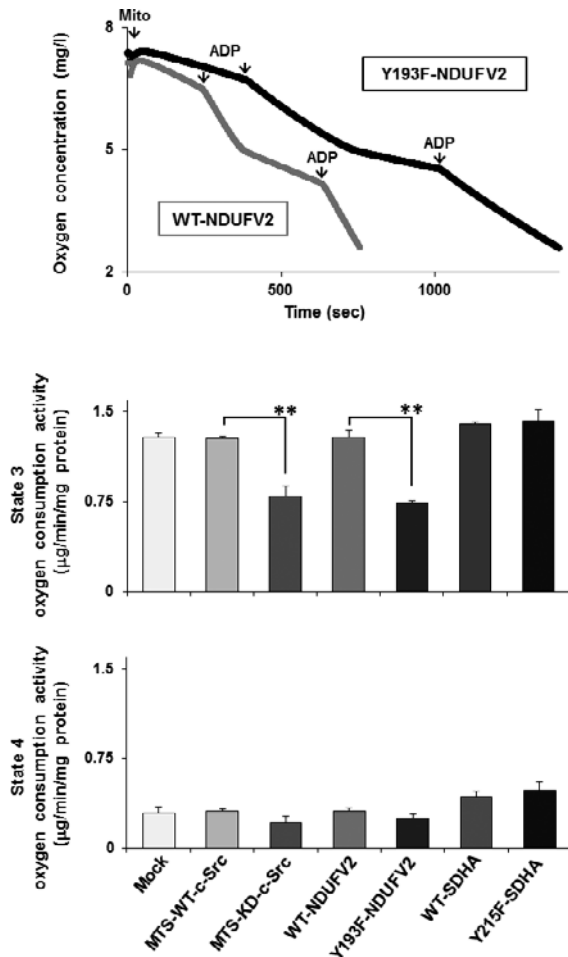 8
Mito
ADP
Y193F-NDUFV2
Oxygen concentration (mg/l)
5
ADP
ADP
WT-NDUFV2
2
0
500
1000
Time (sec)
State 3
oxygen consumption activity
(µg/min/mg protein)
1.5
**
**
0.75
0
State 4
oxygen consumption activity
(µg/min/mg protein)
1.5
0.75
0
Mock
MTS-WT-c-Src
MTS-KD-c-Src
WT-NDUFV2
Y193F-NDUFV2
WT-SDHA
Y215F-SDHA